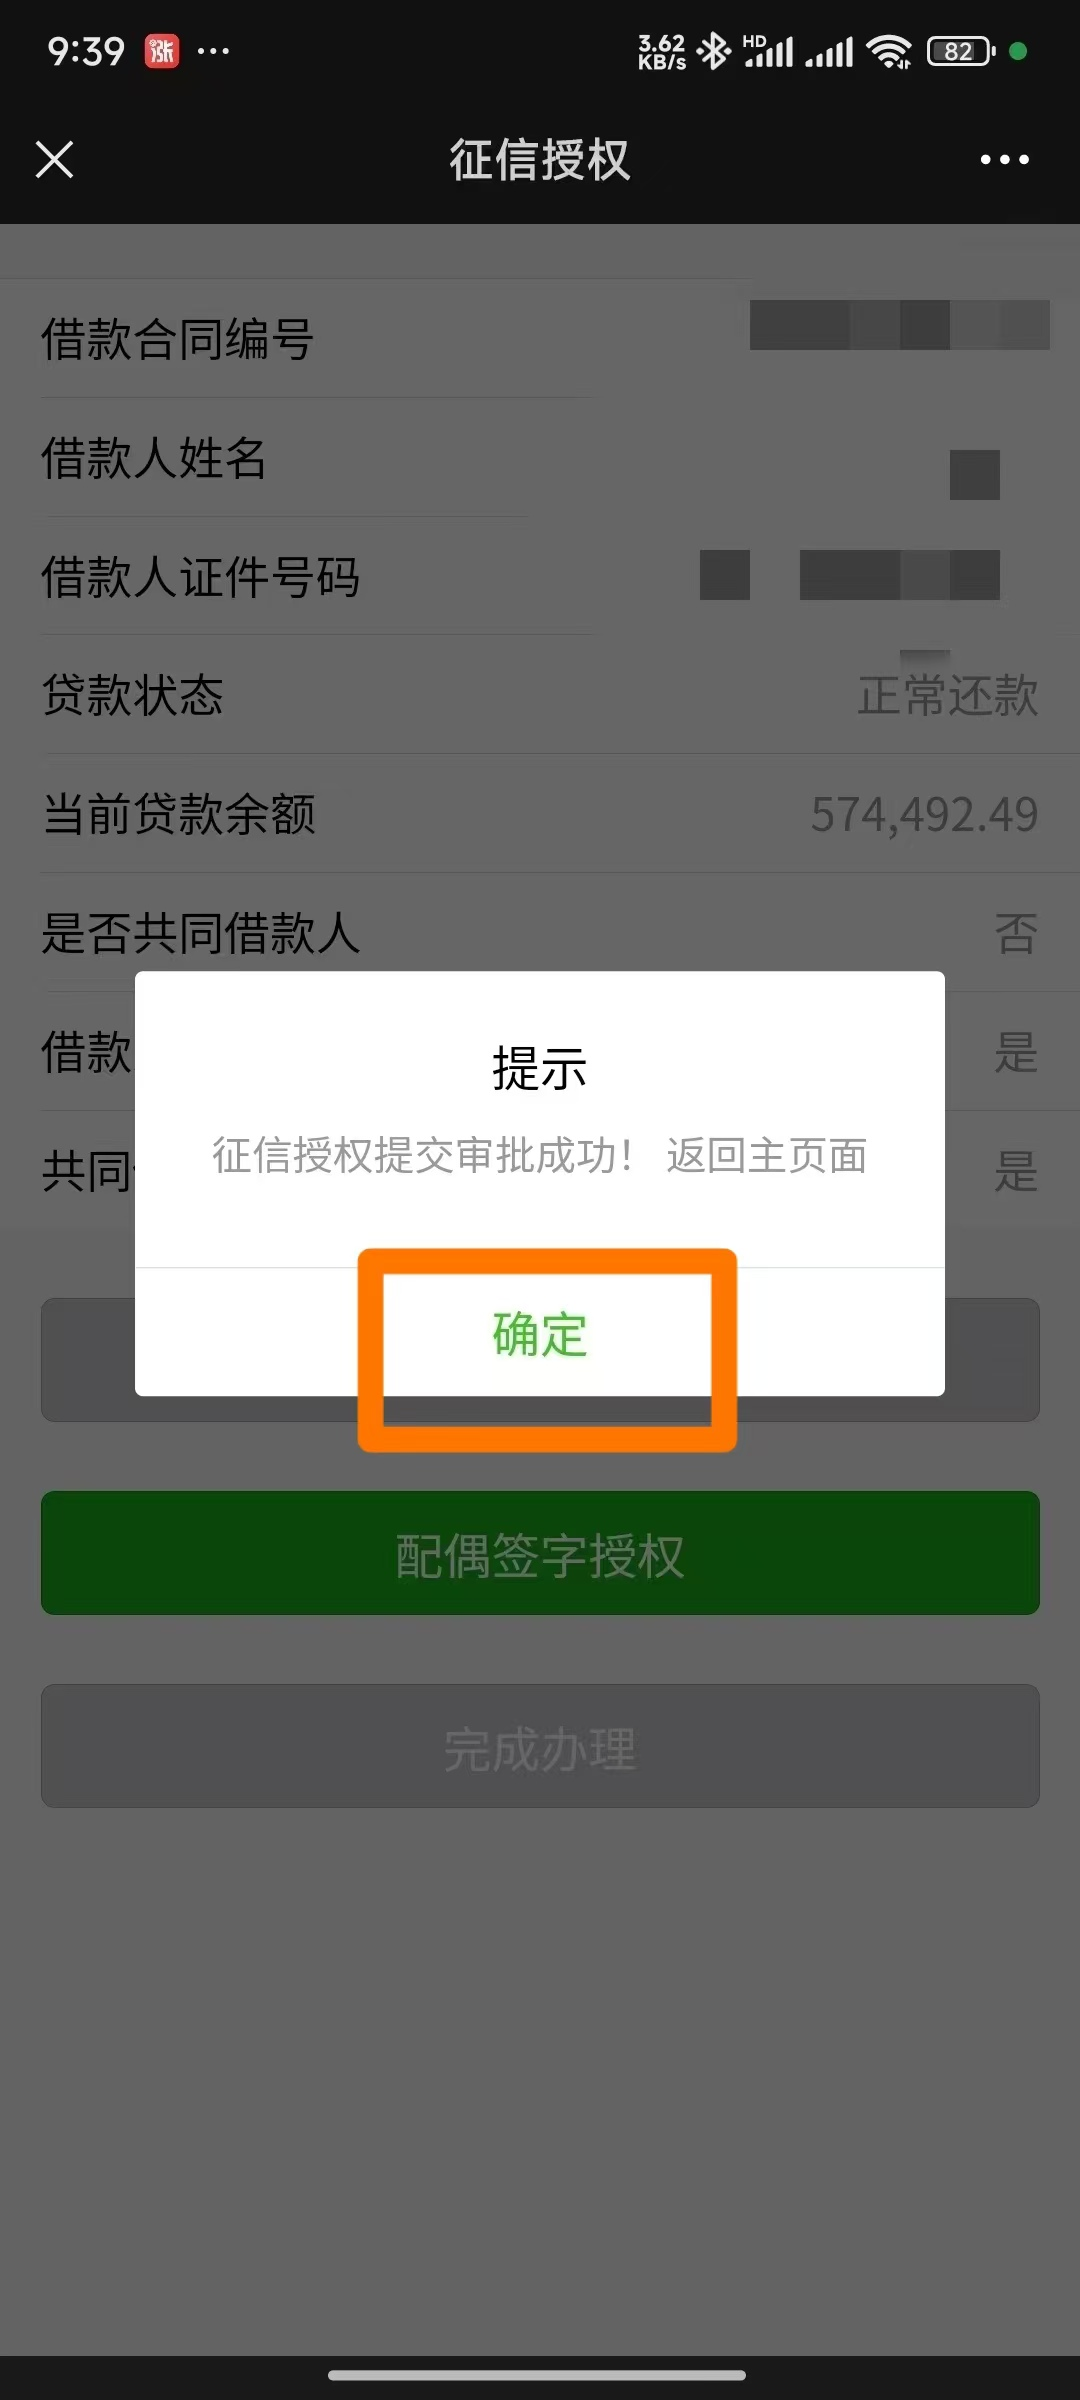 9:39 涨 ··· 3.62 KB/s HD 82
征信授权
借款合同编号
借款人姓名
借款人证件号码
贷款状态 正常还款
当前贷款余额 574,492.49
是否共同借款人 否
借款 是
共同 是
提示
征信授权提交审批成功！ 返回主页面
确定
配偶签字授权
完成办理